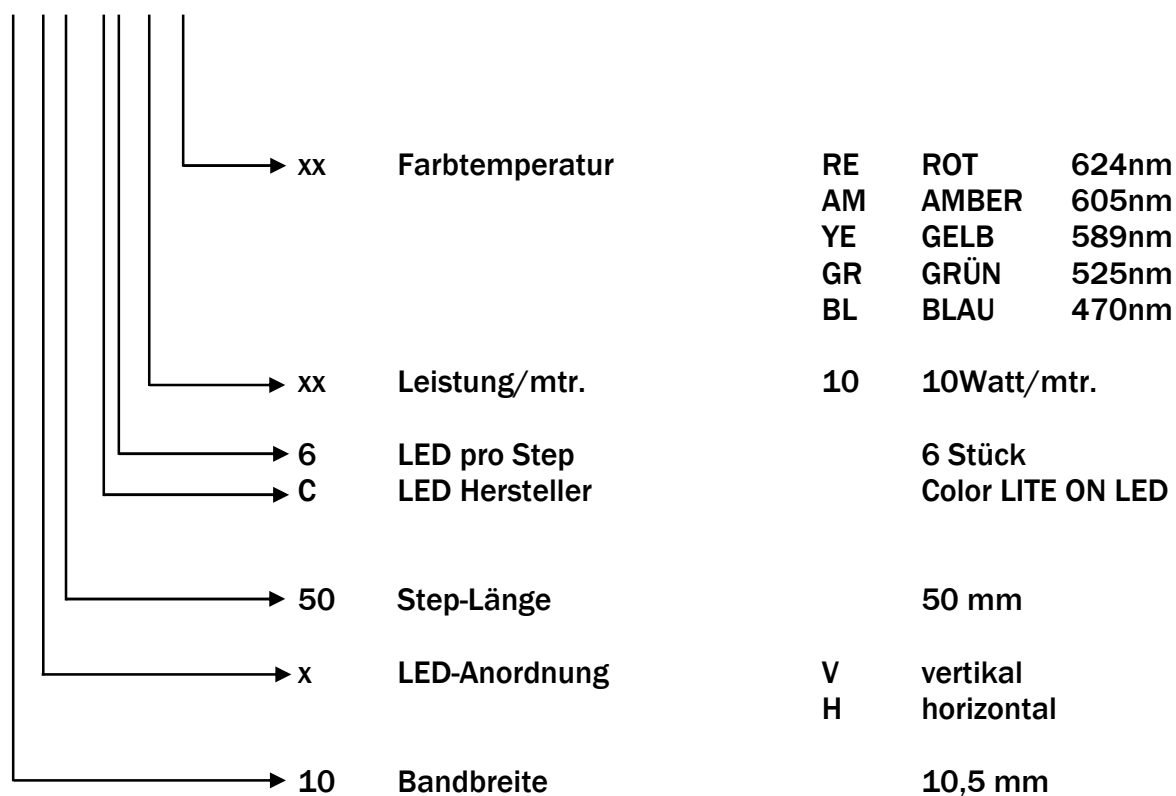 xx Farbtemperatur RE ROT 624nm
AM AMBER 605nm
YE GELB 589nm
GR GRÜN 525nm
BL BLAU 470nm
xx Leistung/mtr. 10 10Watt/mtr.
6 LED pro Step 6 Stück
C LED Hersteller Color LITE ON LED
50 Step-Länge 50 mm
x LED-Anordnung V vertikal
H horizontal
10 Bandbreite 10,5 mm